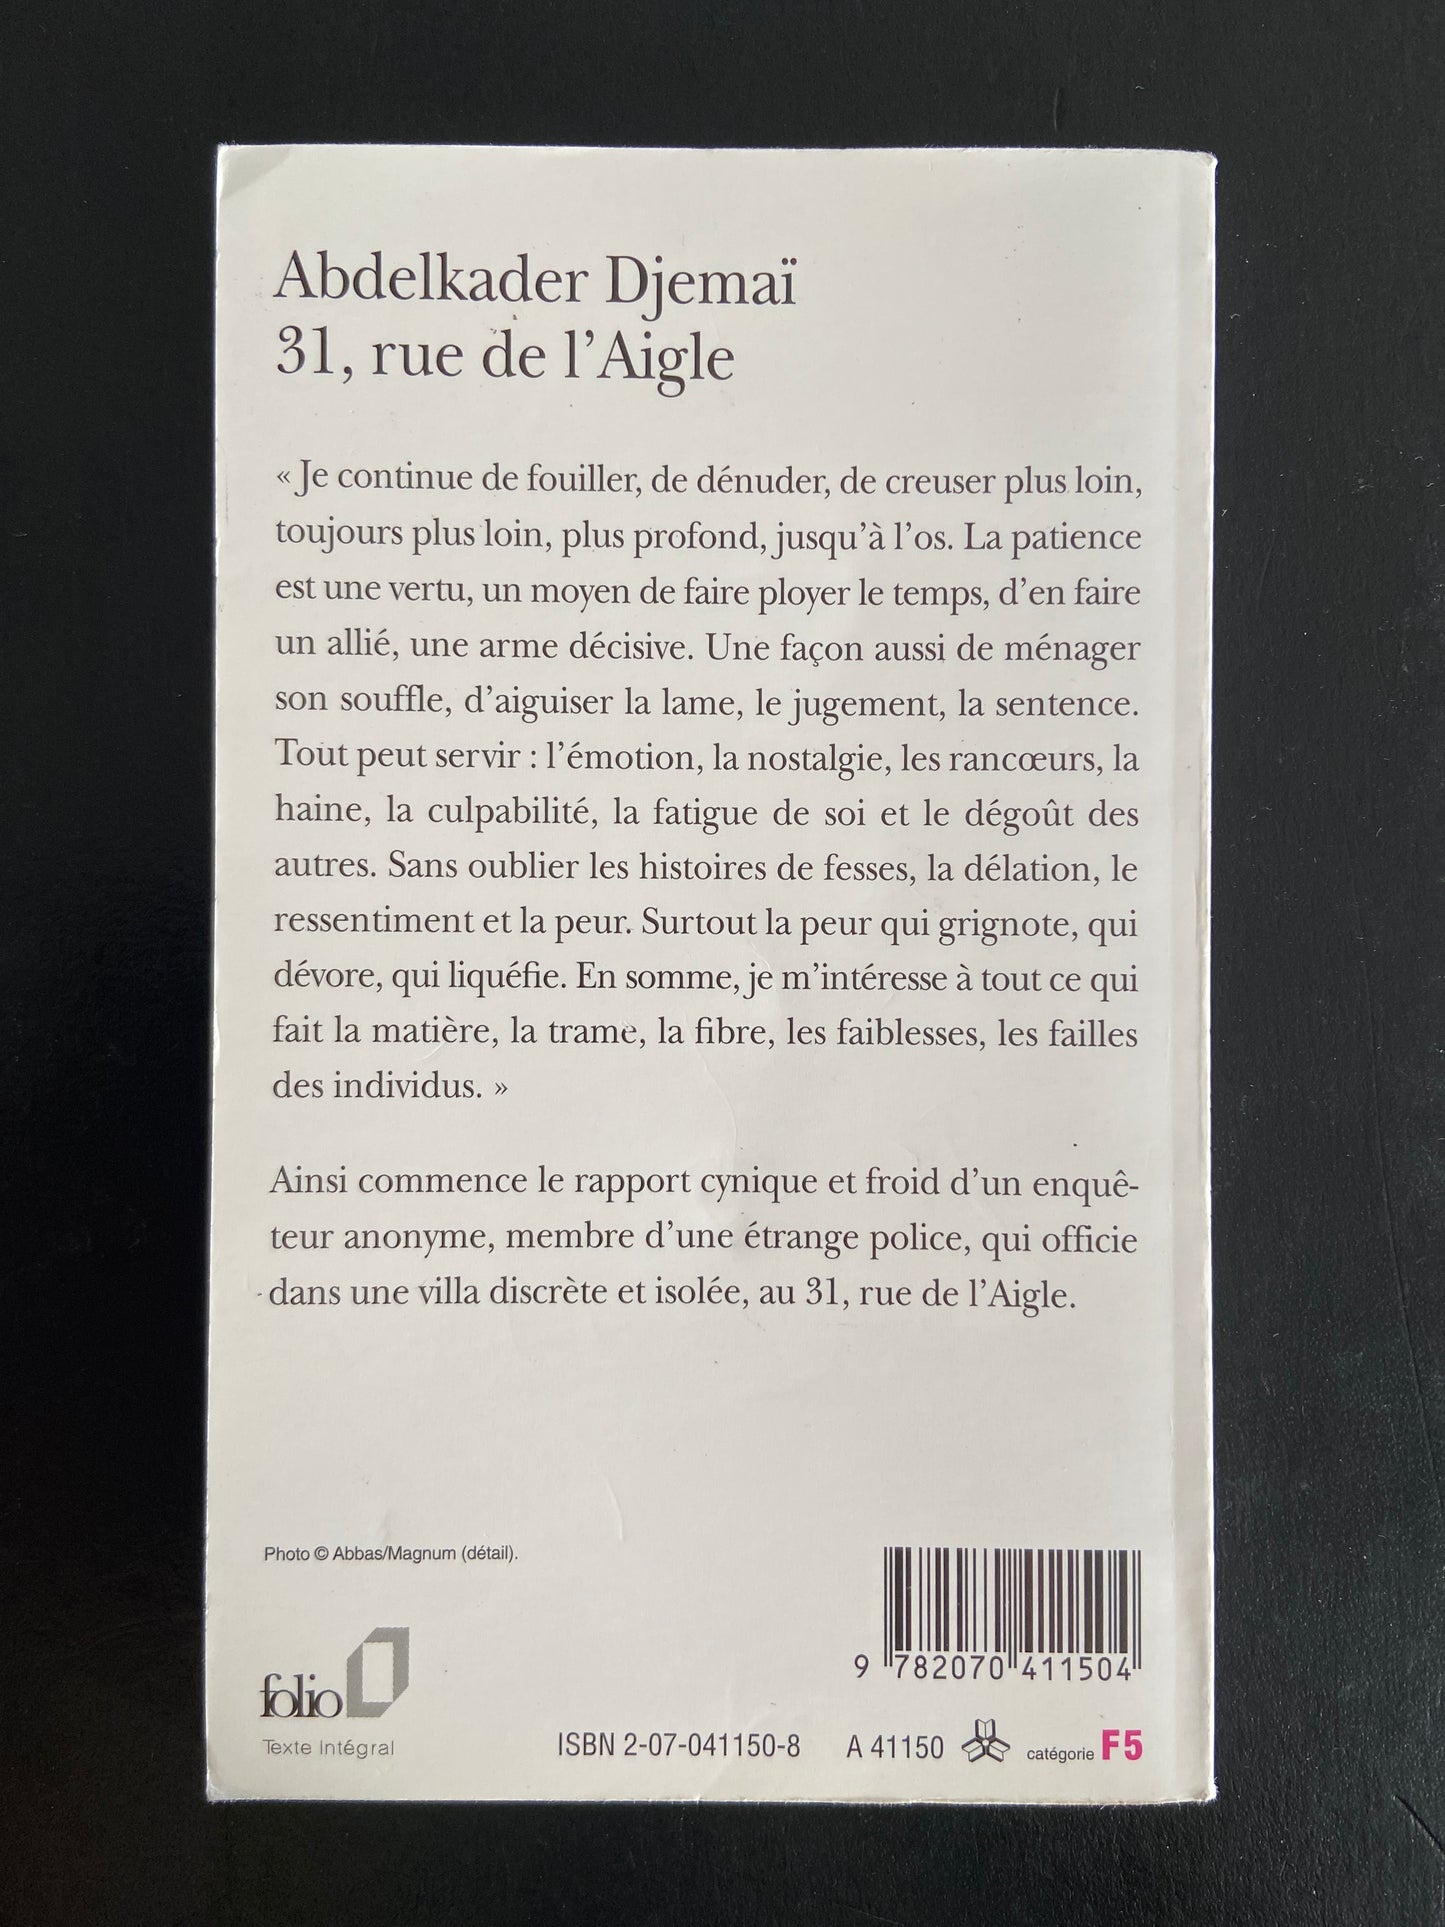 Abdelkader Djemaï
31, rue de l’Aigle
« Je continue de fouiller, de dénuder, de creuser plus loin,
toujours plus loin, plus profond, jusqu’à l’os. La patience
est une vertu, un moyen de faire ployer le temps, d’en faire
un allié, une arme décisive. Une façon aussi de ménager
son souffle, d’aiguiser la lame, le jugement, la sentence.
Tout peut servir : l’émotion, la nostalgie, les rancœurs, la
haine, la culpabilité, la fatigue de soi et le dégoût des
autres. Sans oublier les histoires de fesses, la délation, le
ressentiment et la peur. Surtout la peur qui grignote, qui
dévore, qui liquéfie. En somme, je m’intéresse à tout ce qui
fait la matière, la trame, la fibre, les faiblesses, les failles
des individus. »
Ainsi commence le rapport cynique et froid d’un enquê-
teur anonyme, membre d’une étrange police, qui officie
dans une villa discrète et isolée, au 31, rue de l’Aigle.
Photo © Abbas/Magnum (détail).
9 782070 411504
folio
Texte intégral
ISBN 2-07-041150-8 A 41150 catégorie F5